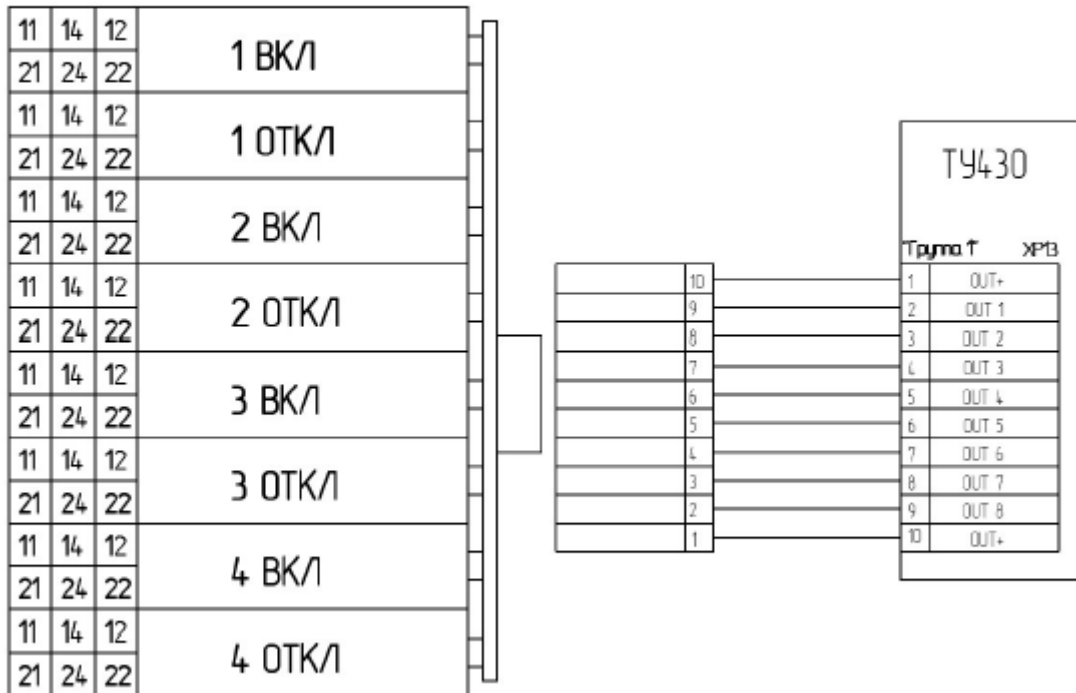 11 14 12
1 ВКЛ
21 24 22
11 14 12
1 ОТКЛ
21 24 22
11 14 12
2 ВКЛ
21 24 22
11 14 12
2 ОТКЛ
21 24 22
11 14 12
3 ВКЛ
21 24 22
11 14 12
3 ОТКЛ
21 24 22
11 14 12
4 ВКЛ
21 24 22
11 14 12
4 ОТКЛ
21 24 22
10
9
8
7
6
5
4
3
2
1
ТУ430
"Группа 1" XP13
1 OUT+
2 OUT 1
3 OUT 2
4 OUT 3
5 OUT 4
6 OUT 5
7 OUT 6
8 OUT 7
9 OUT 8
10 OUT+